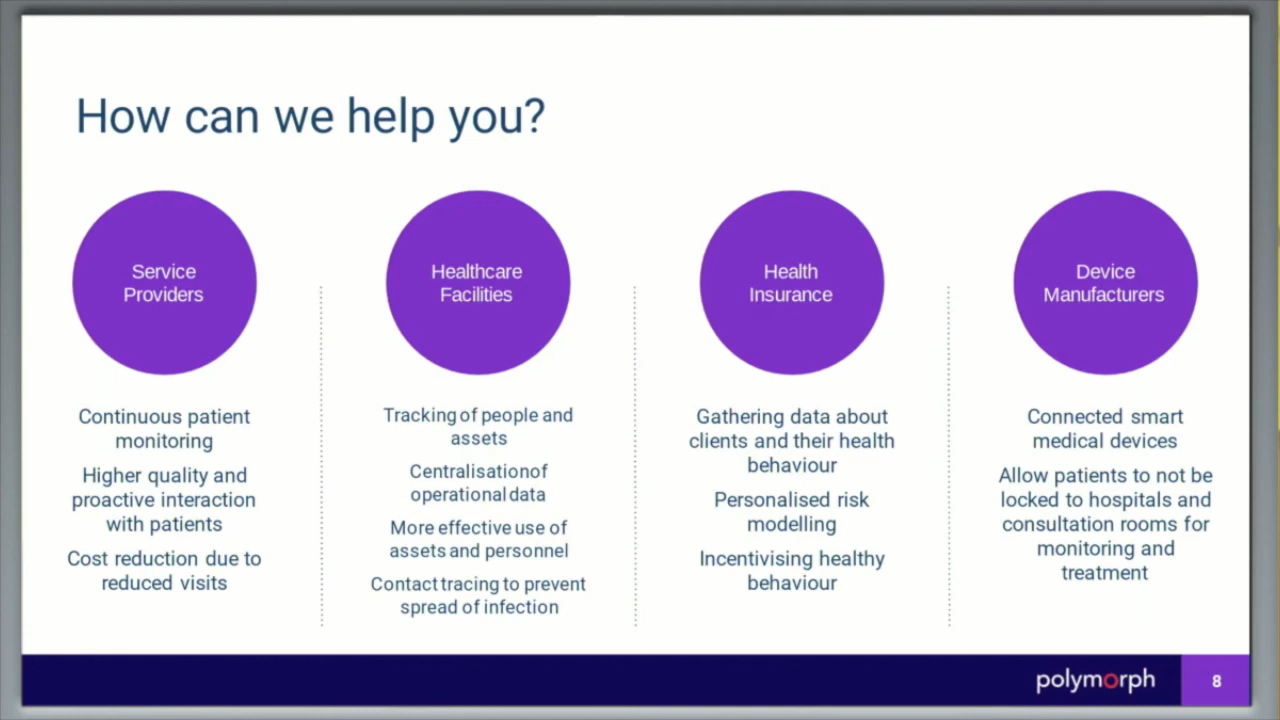 How can we help you?
Service
Providers
Continuous patient
monitoring
Higher quality and
proactive interaction
with patients
Cost reduction due to
reduced visits
Healthcare
Facilities
Tracking of people and
assets
Centralisationof
operational data
More effective use of
assets and personnel
Contact tracing to prevent
spread of infection
Health
Insurance
Gathering data about
clients and their health
behaviour
Personalised risk
modelling
Incentivising healthy
behaviour
Device
Manufacturers
Connected smart
medical devices
Allow patients to not be
locked to hospitals and
consultation rooms for
monitoring and
treatment
polymorph
8